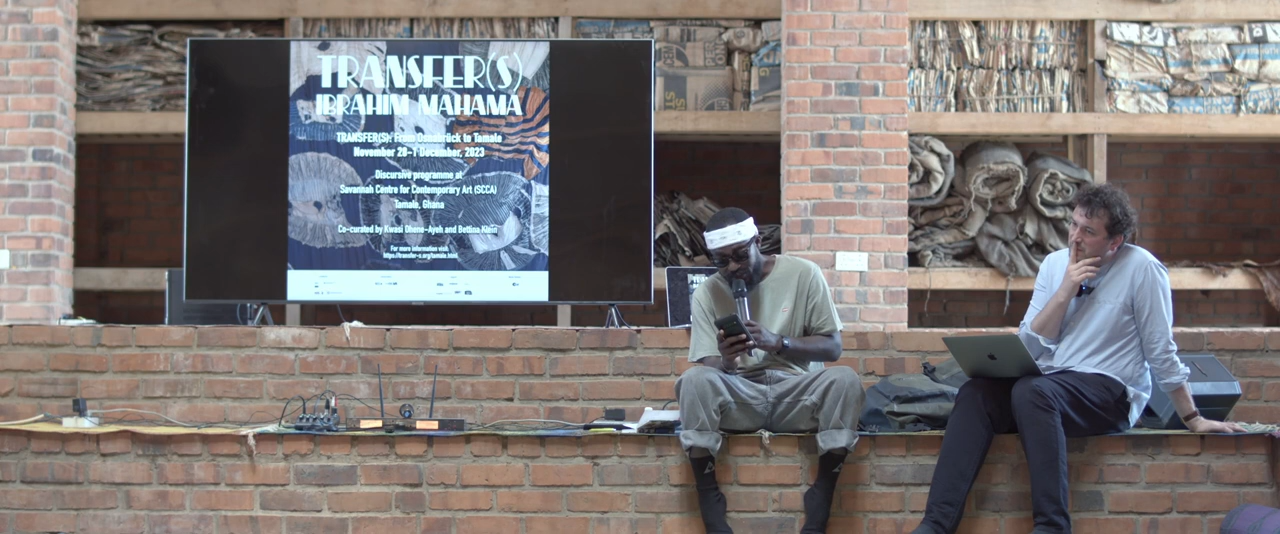 TRANSFER(S)
IBRAHIM MAHAMA
TRANSFER(S): From Osnabrück to Tamale
November 28-1 December, 2023
Discursive programme at
Savannah Centre for Contemporary Art (SCCA)
Tamale, Ghana
Co-curated by Kwasi Ohene-Ayeh and Bettina Klein
For more information visit
https://transfer-s.org/tamale.html